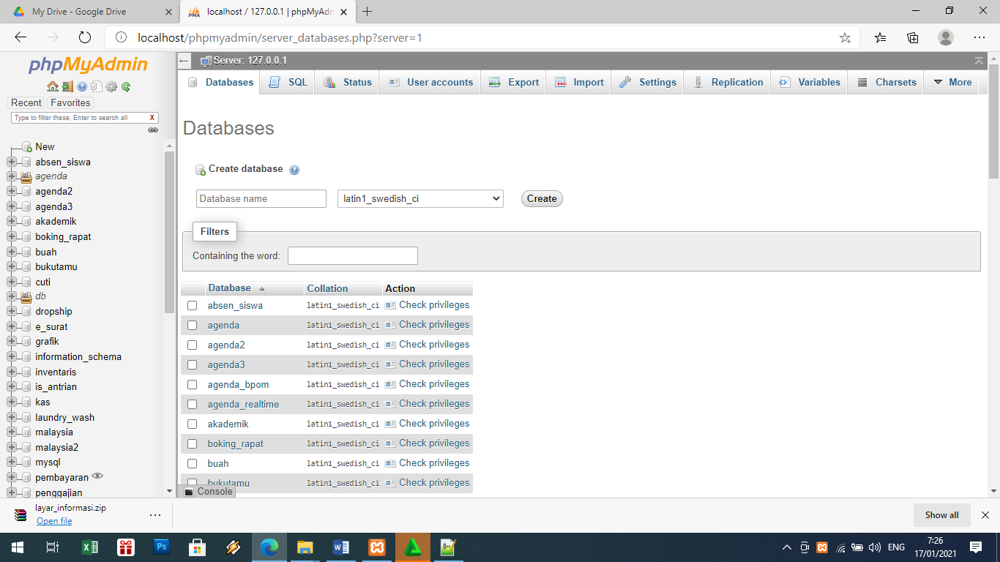 My Drive - Google Drive
localhost / 127.0.0.1 | phpMyAdm
localhost/phpmyadmin/server_databases.php?server=1
phpMyAdmin
Recent Favorites
Type to filter these, Enter to search all X
New
absen_siswa
agenda
agenda2
agenda3
akademik
boking_rapat
buah
bukutamu
cuti
db
dropship
e_surat
grafik
information_schema
inventaris
is_antrian
kas
laundry_wash
malaysia
malaysia2
mysql
pembayaran
penggajian
Server: 127.0.0.1
Databases SQL Status User accounts Export Import Settings Replication Variables Charsets More
Databases
Create database
Database name latin1_swedish_ci Create
Filters
Containing the word:
Database Collation Action
absen_siswa latin1_swedish_ci Check privileges
agenda latin1_swedish_ci Check privileges
agenda2 latin1_swedish_ci Check privileges
agenda3 latin1_swedish_ci Check privileges
agenda_bpom latin1_swedish_ci Check privileges
agenda_realtime latin1_swedish_ci Check privileges
akademik latin1_swedish_ci Check privileges
boking_rapat latin1_swedish_ci Check privileges
buah latin1_swedish_ci Check privileges
bukutamu latin1_swedish_ci Check privileges
Console
layar_informasi.zip
Open file
Show all
Ps
ENG
7:26
17/01/2021